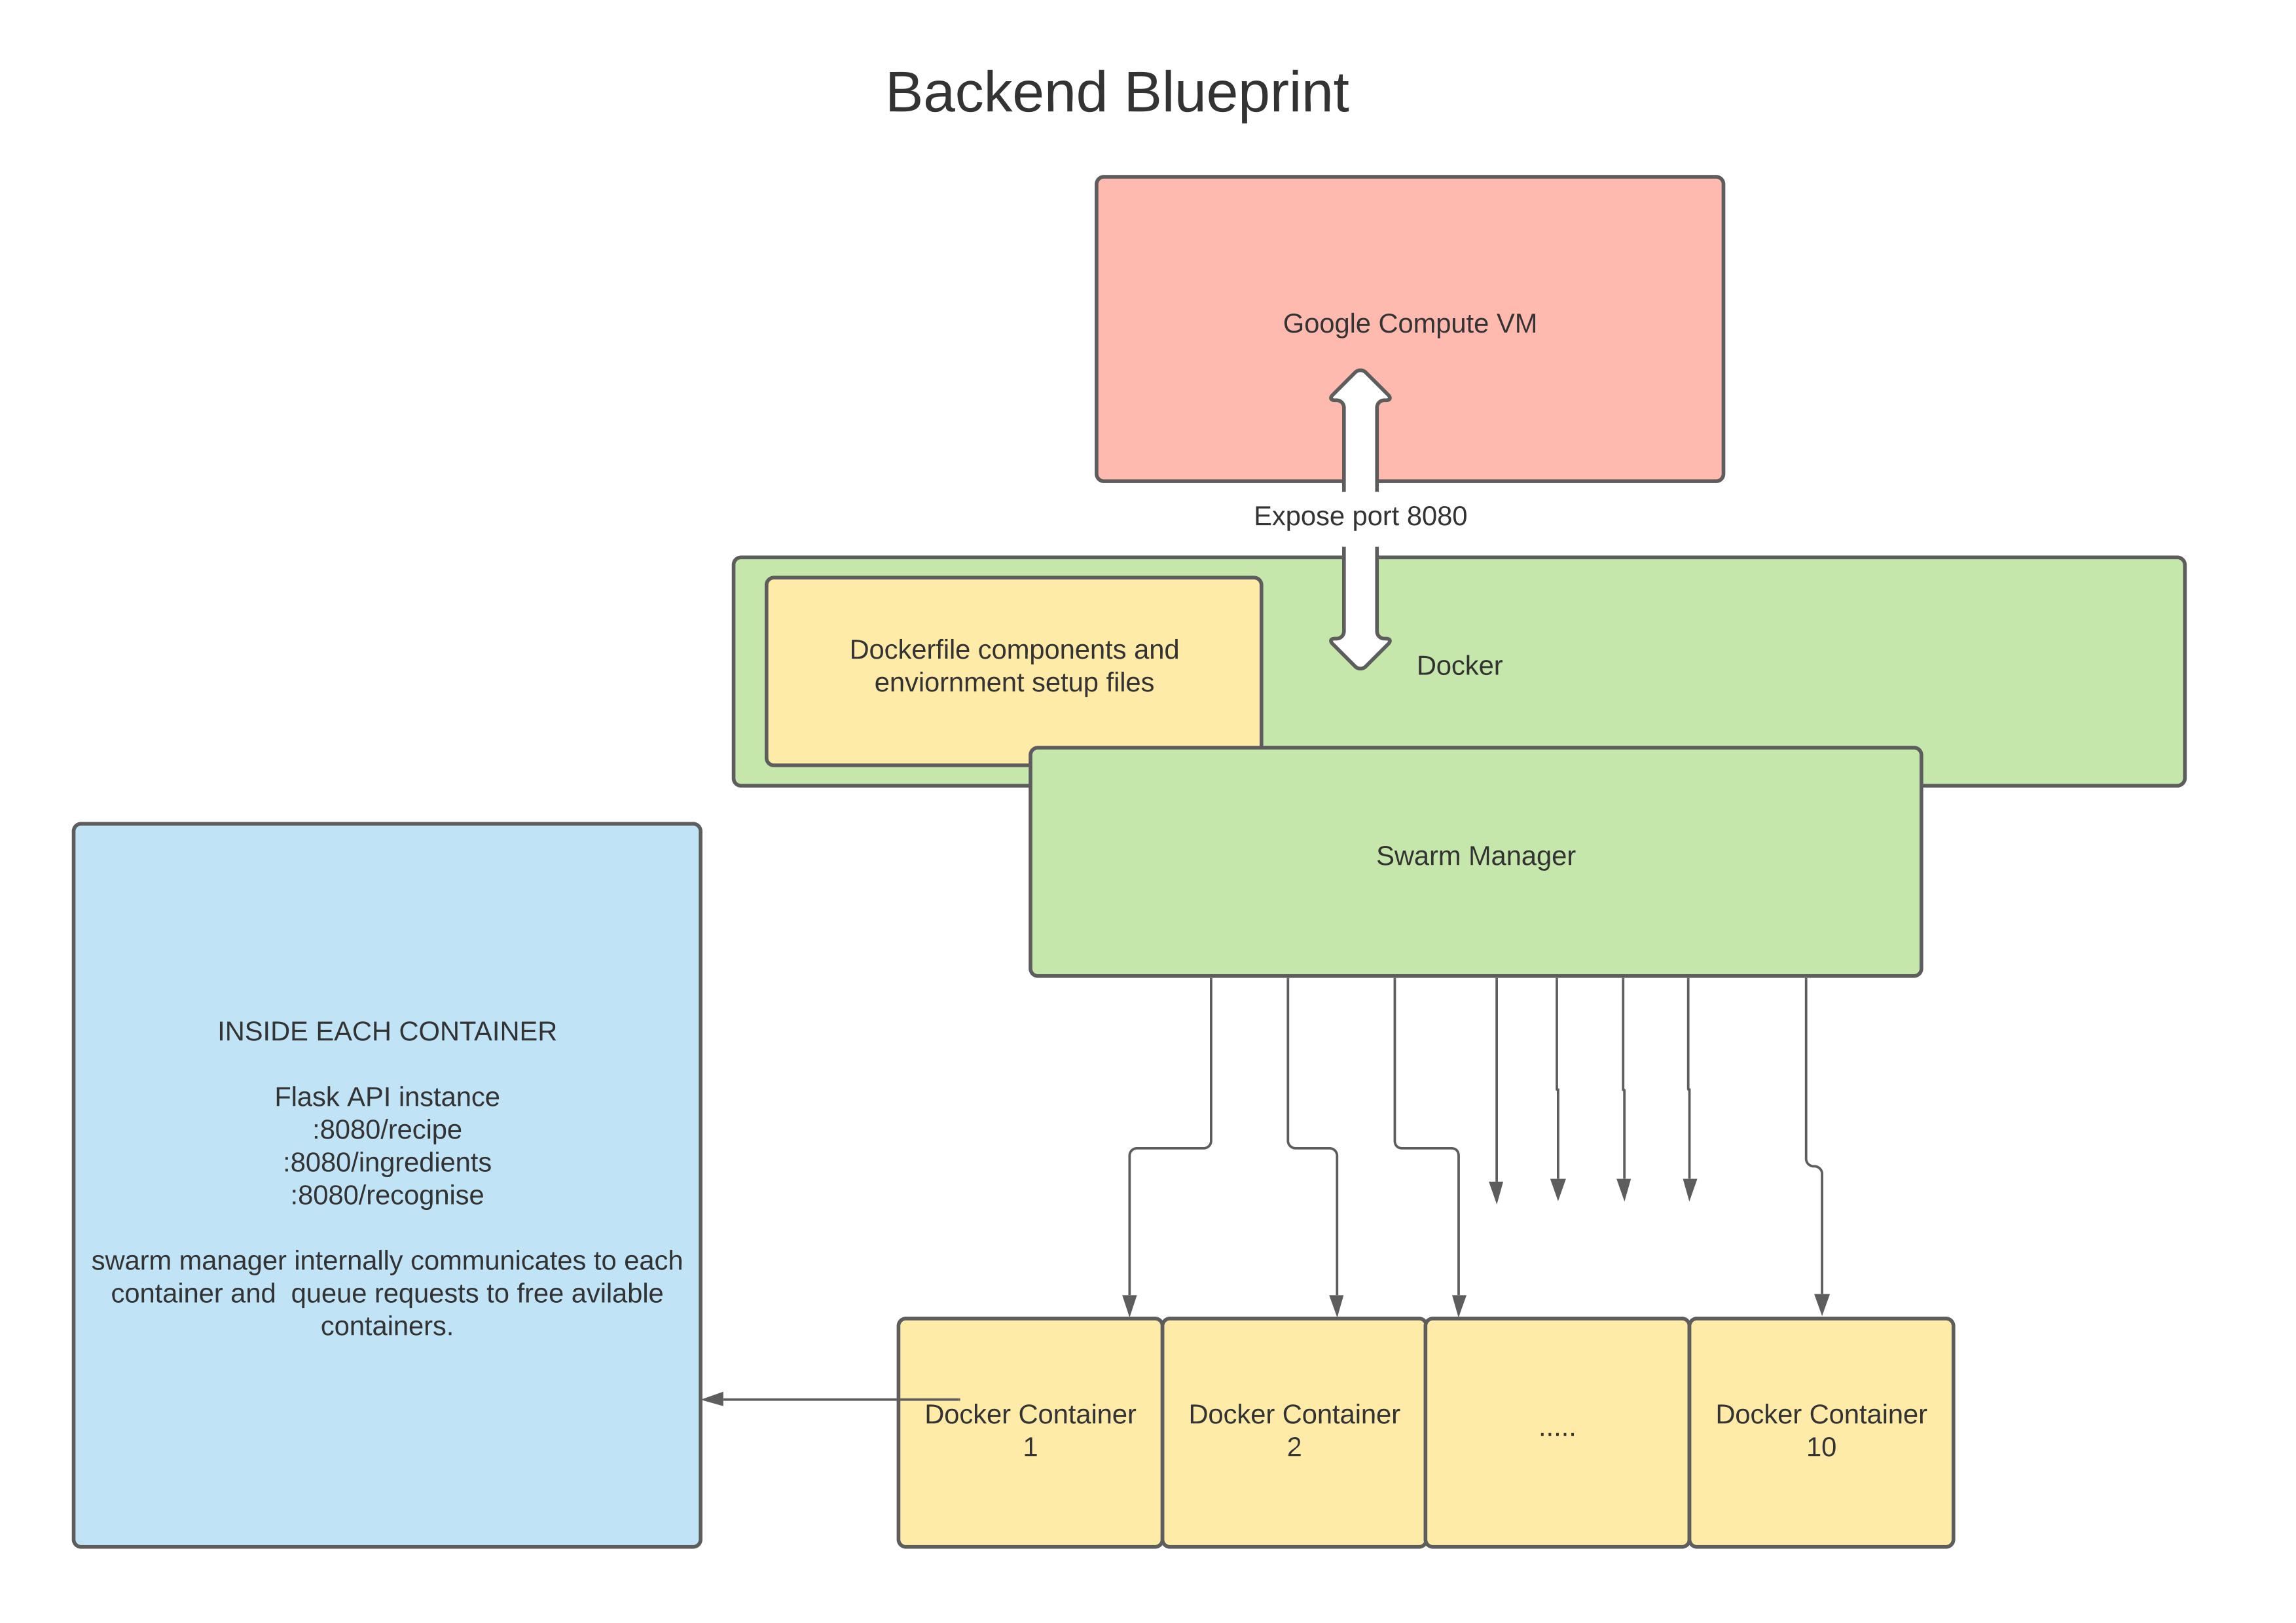 Backend Blueprint
Google Compute VM
Expose port 8080
Dockerfile components and
enviornment setup files
Docker
Swarm Manager
INSIDE EACH CONTAINER
Flask API instance
:8080/recipe
:8080/ingredients
:8080/recognise
swarm manager internally communicates to each
container and  queue requests to free avilable
containers.
Docker Container
1
Docker Container
2
.....
Docker Container
10